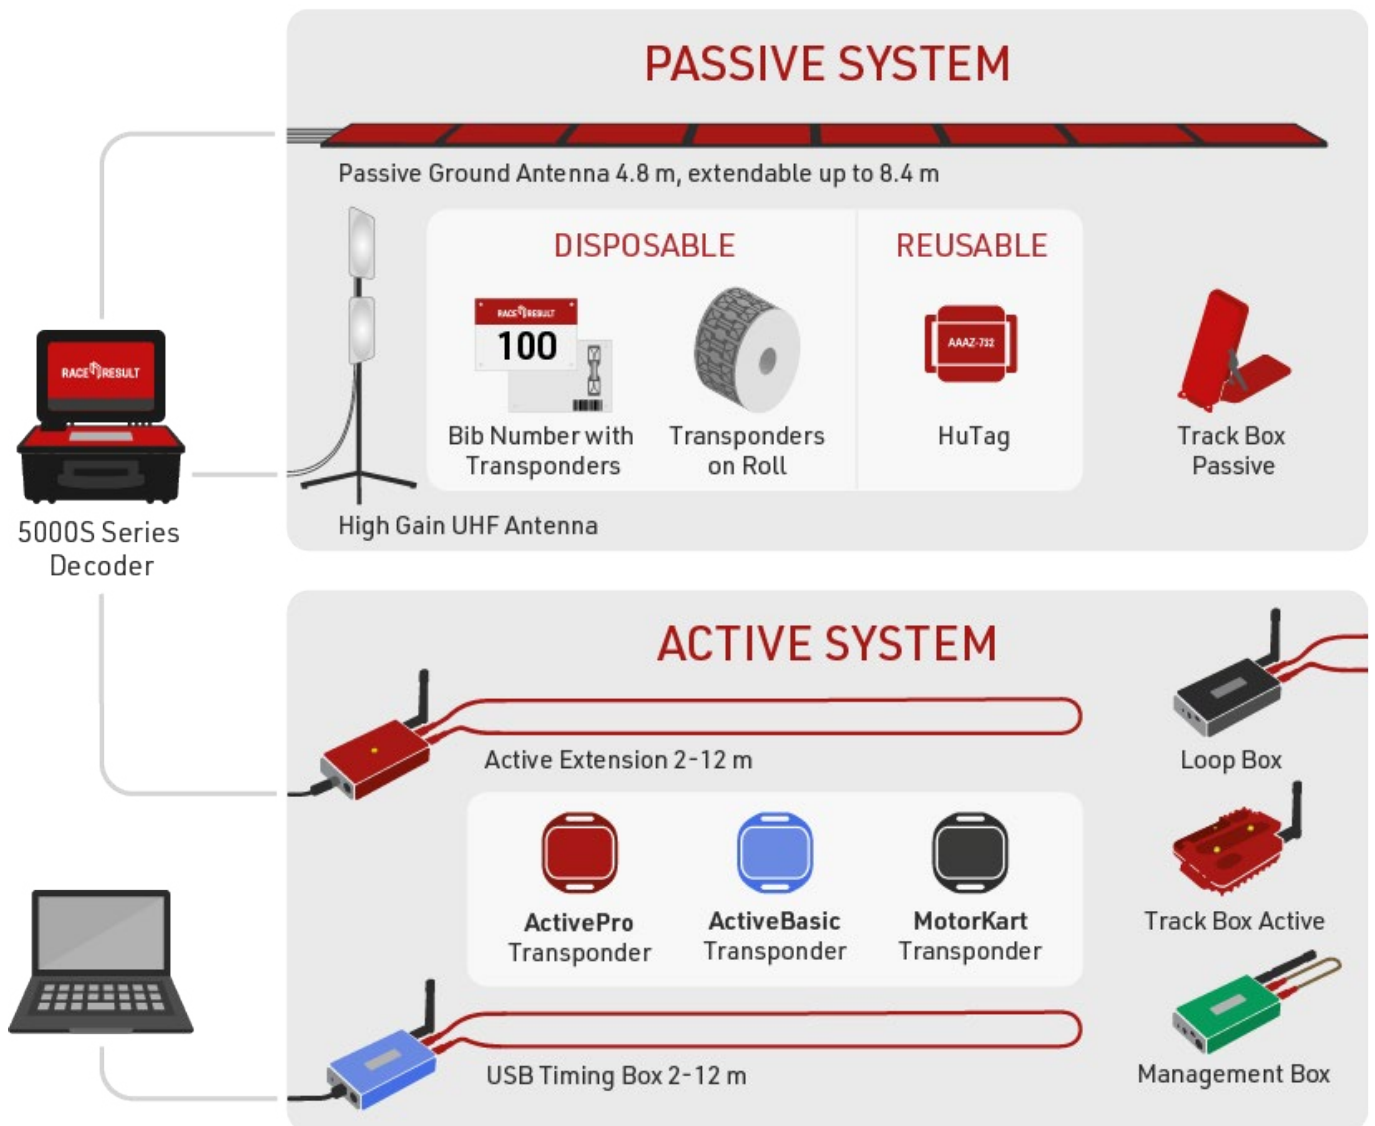 PASSIVE SYSTEM
Passive Ground Antenna 4.8 m, extendable up to 8.4 m
DISPOSABLE
REUSABLE
RACE RESULT
100
AAAZ-732
RACE RESULT
Bib Number with
Transponders
Transponders
on Roll
HuTag
Track Box
Passive
High Gain UHF Antenna
5000S Series
Decoder
ACTIVE SYSTEM
Active Extension 2-12 m
Loop Box
ActivePro
Transponder
ActiveBasic
Transponder
MotorKart
Transponder
Track Box Active
USB Timing Box 2-12 m
Management Box